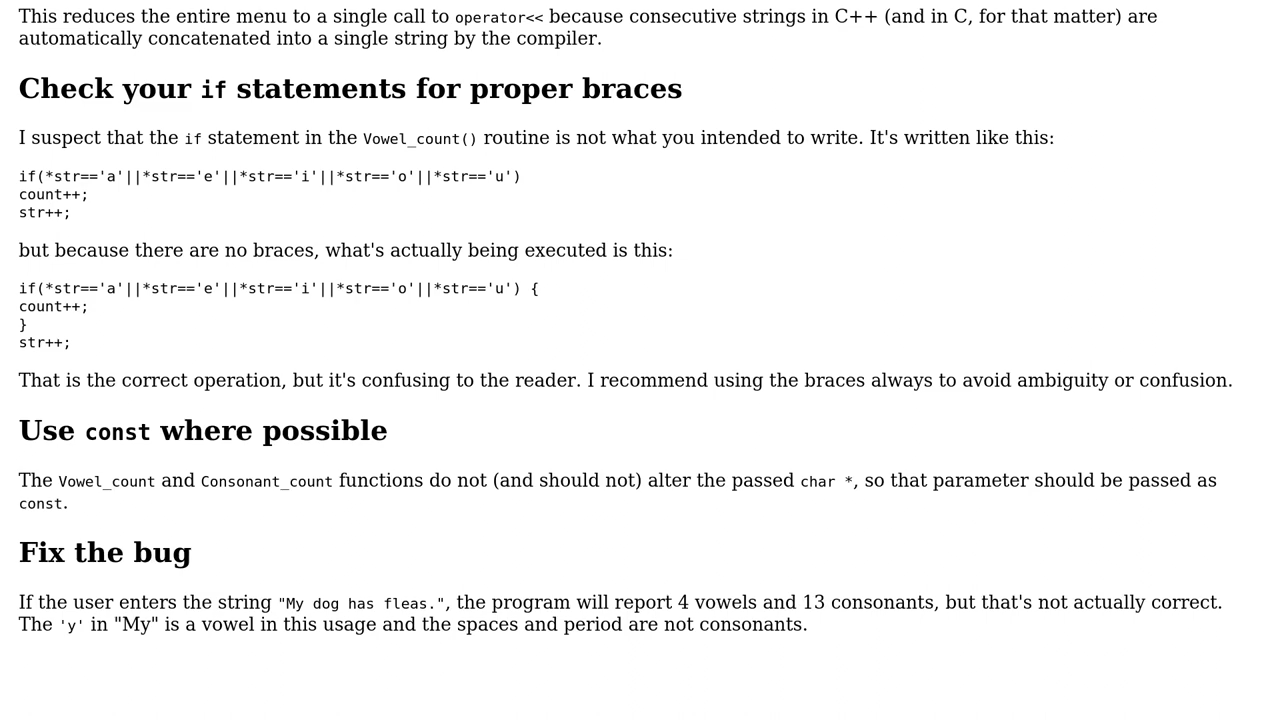 This reduces the entire menu to a single call to operator<< because consecutive strings in C++ (and in C, for that matter) are
automatically concatenated into a single string by the compiler.
Check your if statements for proper braces
I suspect that the if statement in the Vowel_count() routine is not what you intended to write. It's written like this:
if(*str=='a'||*str=='e'||*str=='i'||*str=='o'||*str=='u')
count++;
str++;
but because there are no braces, what's actually being executed is this:
if(*str=='a'||*str=='e'||*str=='i'||*str=='o'||*str=='u') {
count++;
}
str++;
That is the correct operation, but it's confusing to the reader. I recommend using the braces always to avoid ambiguity or confusion.
Use const where possible
The Vowel_count and Consonant_count functions do not (and should not) alter the passed char *, so that parameter should be passed as
const.
Fix the bug
If the user enters the string "My dog has fleas.", the program will report 4 vowels and 13 consonants, but that's not actually correct.
The 'y' in "My" is a vowel in this usage and the spaces and period are not consonants.